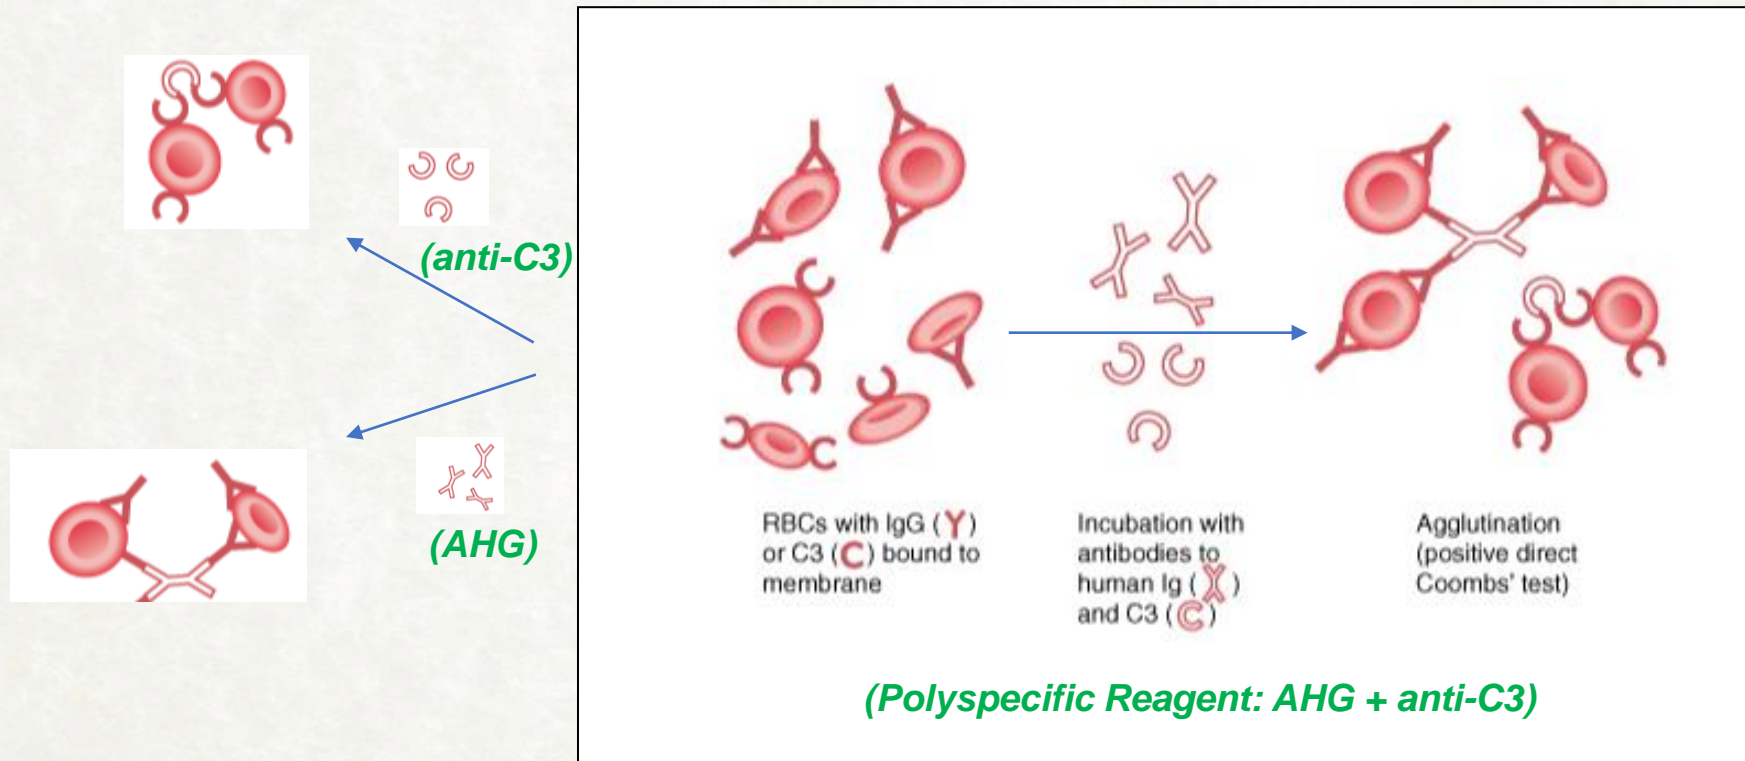 (anti-C3)
(AHG)
RBCs with IgG (Y)
or C3 (C) bound to
membrane
Incubation with
antibodies to
human Ig ( )
and C3 (C)
Agglutination
(positive direct
Coombs' test)
(Polyspecific Reagent: AHG + anti-C3)